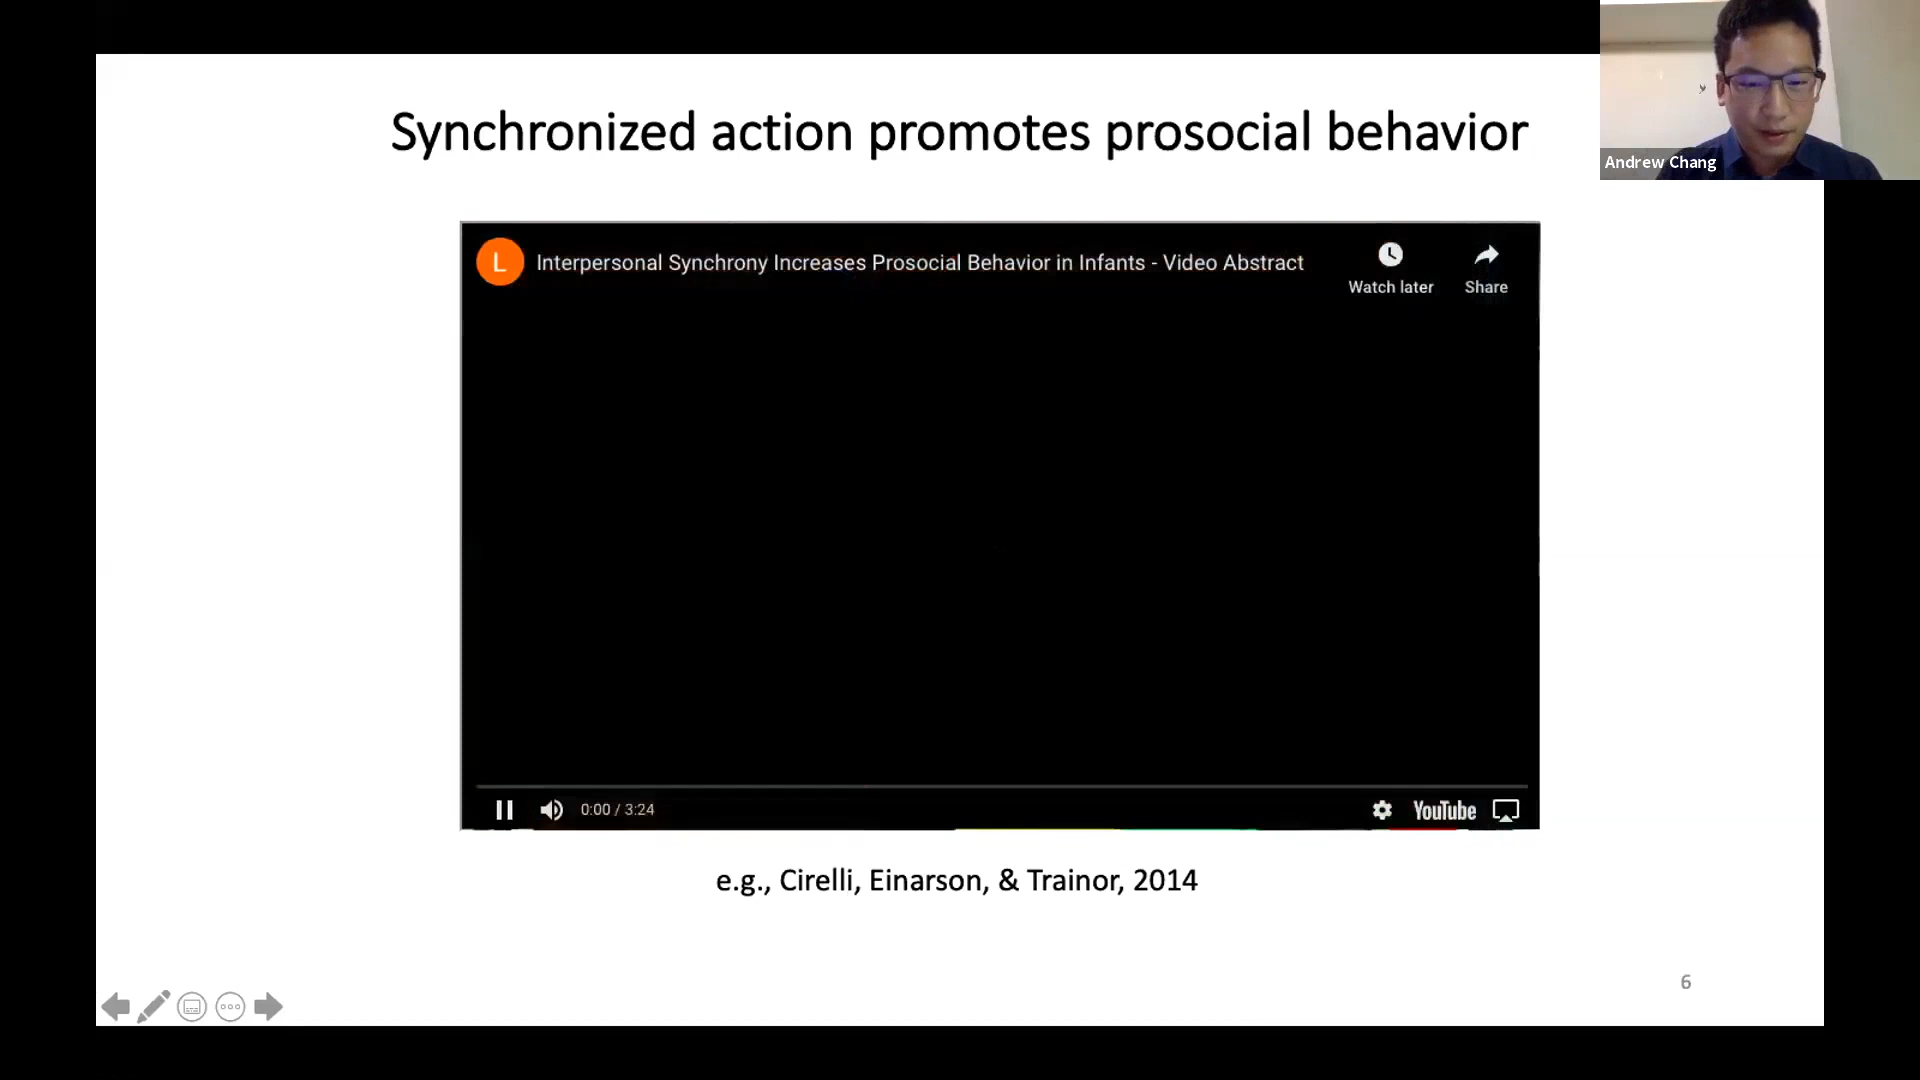 Synchronized action promotes prosocial behavior
Andrew Chang
L
Interpersonal Synchrony Increases Prosocial Behavior in Infants - Video Abstract
Watch later
Share
0:00 / 3:24
YouTube
e.g., Cirelli, Einarson, & Trainor, 2014
6